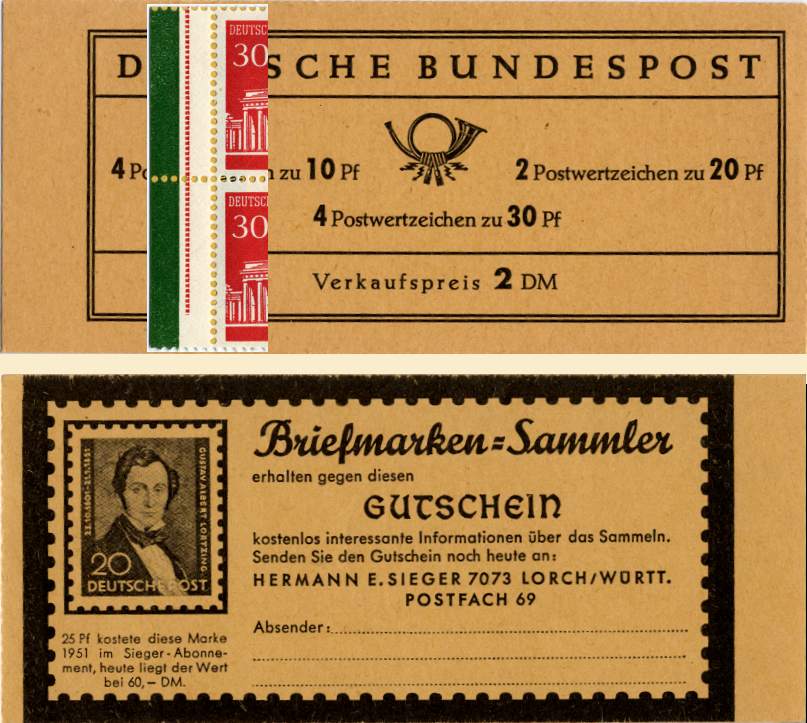 D SCHE BUNDESPOST
DEUTSC
30
4 Po n zu 10 Pf
2 Postwertzeichen zu 20 Pf
DEUTSC
30
4 Postwertzeichen zu 30 Pf
Verkaufspreis 2 DM
GUSTAV ALBERT LORTZING
20
DEUTSCHE POST
25 Pf kostete diese Marke
1951 im Sieger-Abonne-
ment, heute liegt der Wert
bei 60,— DM.
Briefmarken=Sammler
erhalten gegen diesen
GUTSCHEIN
kostenlos interessante Informationen über das Sammeln.
Senden Sie den Gutschein noch heute an:
HERMANN E. SIEGER 7073 LORCH/WÜRTT.
POSTFACH 69
Absender: